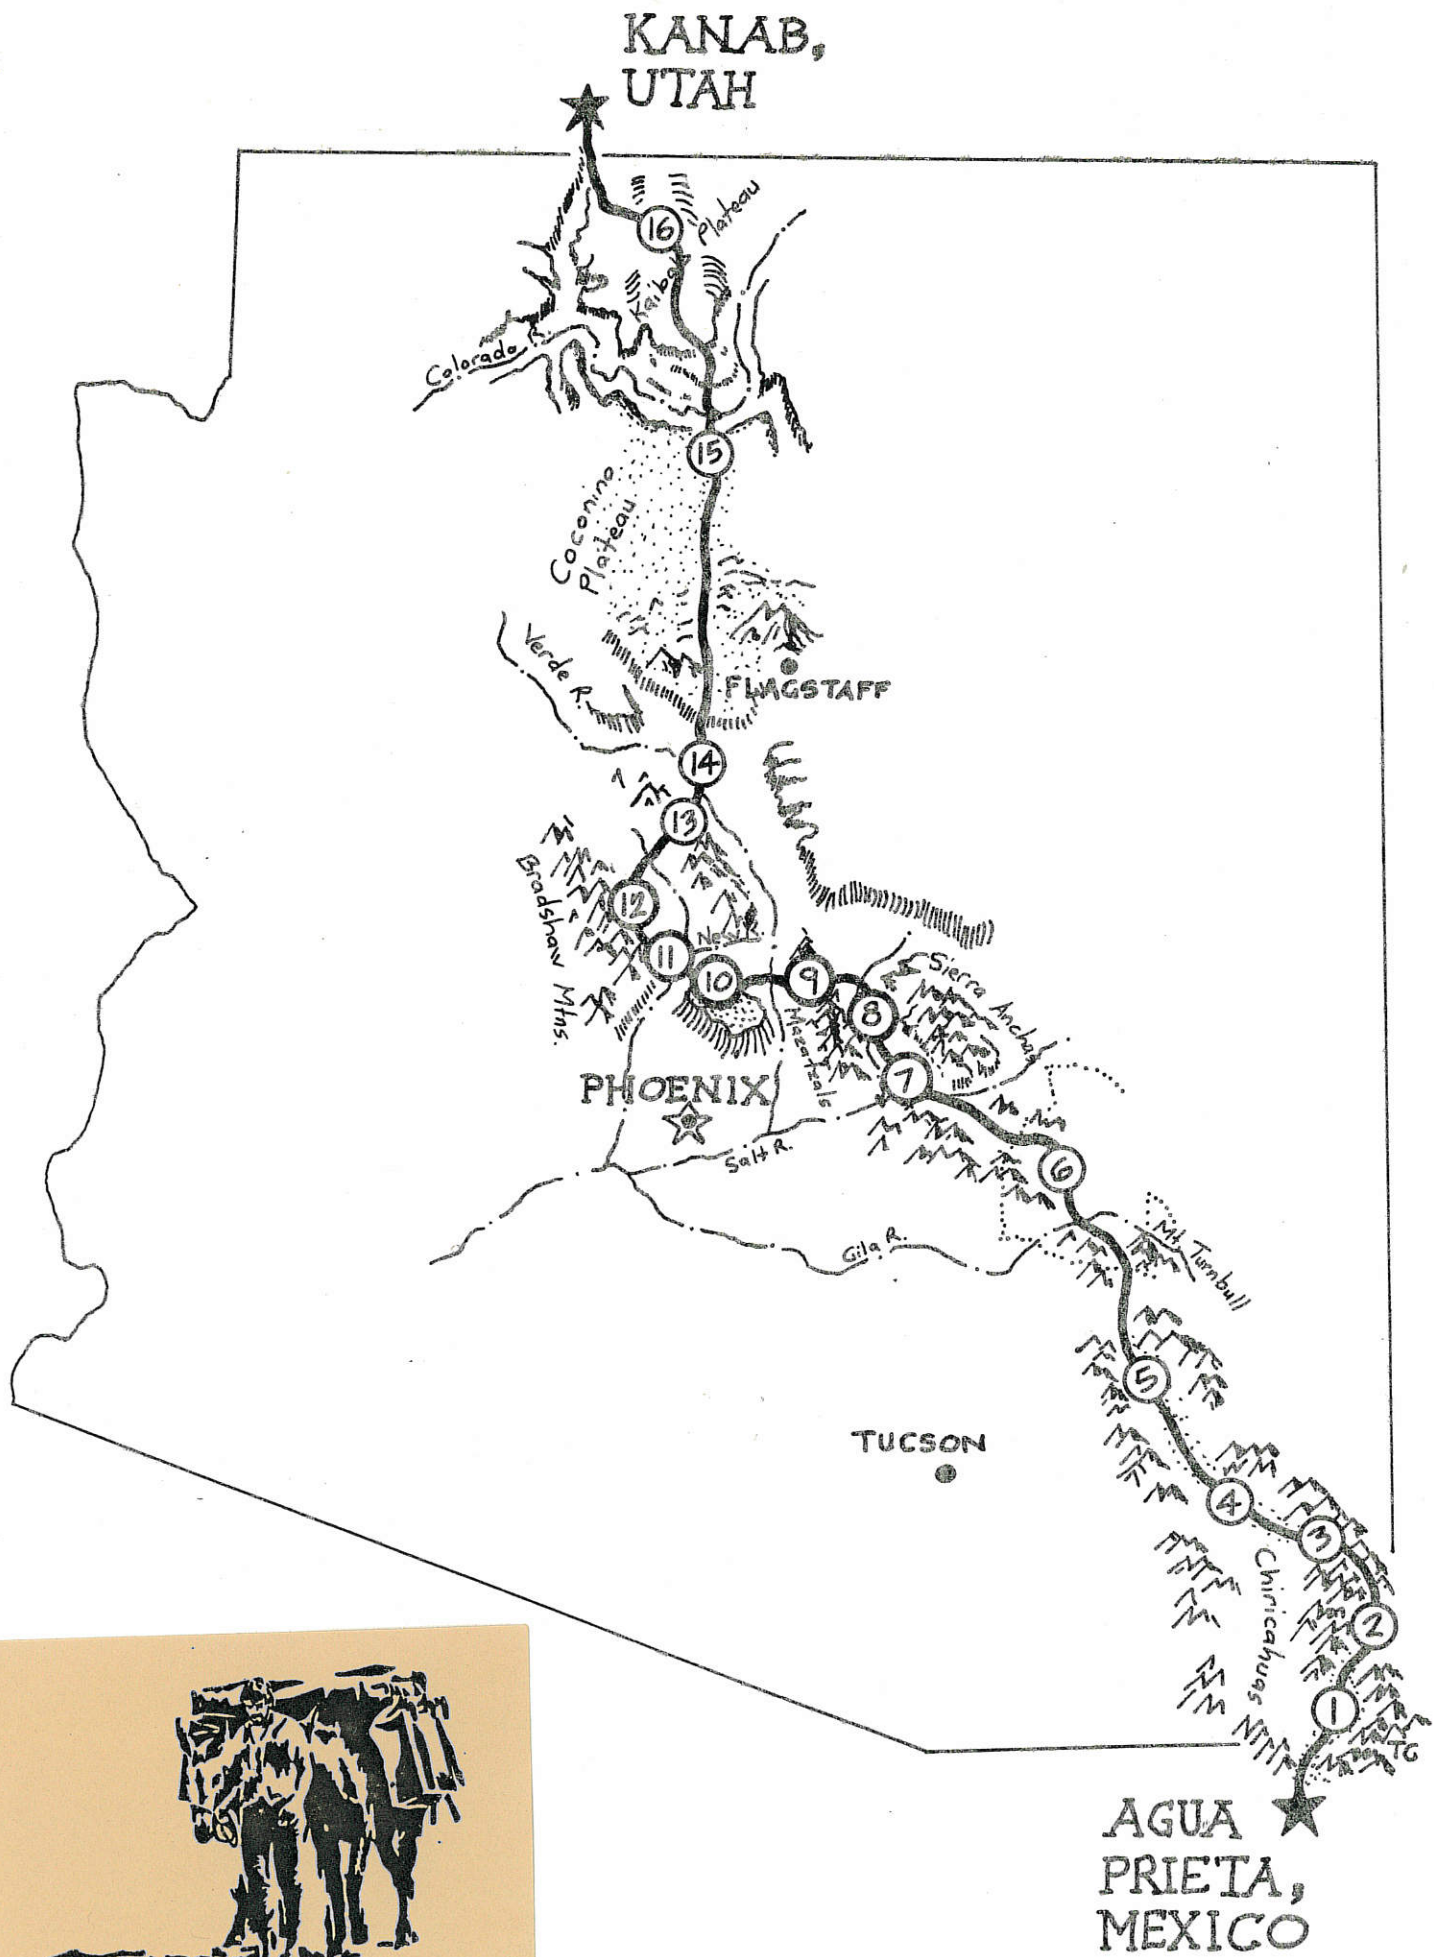 KANAB,
UTAH
16
Kaibab Plateau
Colorado R.
15
Coconino
Plateau
Verde R.
FLAGSTAFF
14
13
Bradshaw Mtns.
12
11
New R.
10
9
8
Sierra Anchas
Mazatzals
7
PHOENIX
Salt R.
6
Gila R.
Mt. Turnbull
5
TUCSON
4
3
Chiricahuas
2
1
TG
AGUA
PRIETA,
MEXICO